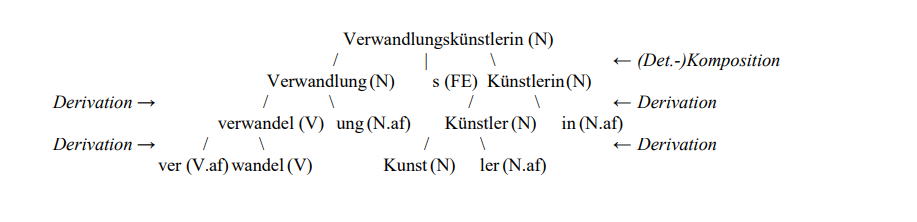 Verwandlungskünstlerin (N)
/ | \ ← (Det.-)Komposition
Verwandlung (N) s (FE) Künstlerin (N)
Derivation → / \ / \ ← Derivation
verwandel (V) ung (N.af) Künstler (N) in (N.af)
Derivation → / \ / \ ← Derivation
ver (V.af) wandel (V) Kunst (N) ler (N.af)